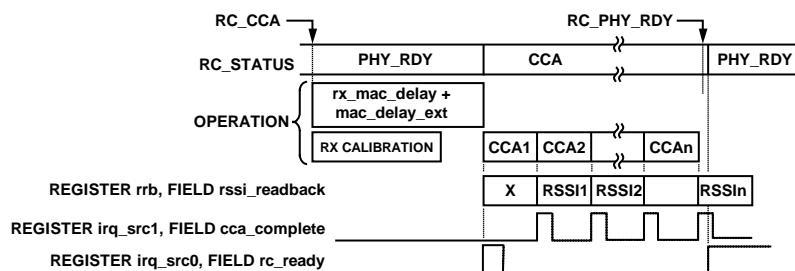 RC_CCA
RC_PHY_RDY
RC_STATUS
PHY_RDY
CCA
PHY_RDY
OPERATION
rx_mac_delay +
mac_delay_ext
RX CALIBRATION
CCA1
CCA2
CCAn
REGISTER rrb, FIELD rssi_readback
X
RSSI1
RSSI2
RSSIn
REGISTER irq_src1, FIELD cca_complete
REGISTER irq_src0, FIELD rc_ready